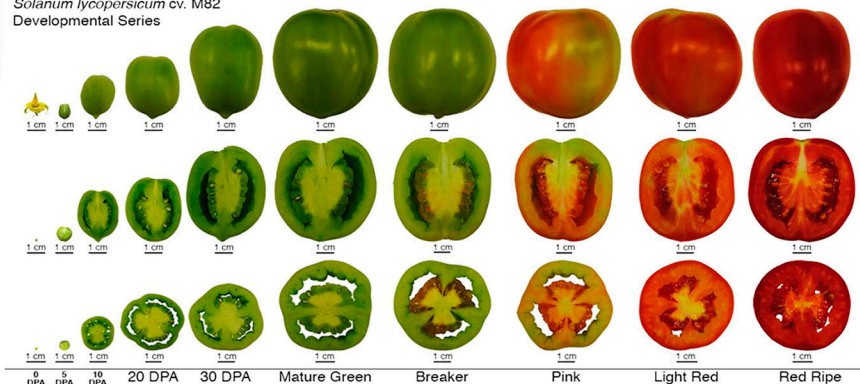 Solanum lycopersicum cv. M82
Developmental Series
1 cm 1 cm 1 cm 1 cm 1 cm 1 cm 1 cm 1 cm 1 cm 1 cm
1 cm 1 cm 1 cm 1 cm 1 cm 1 cm 1 cm 1 cm 1 cm 1 cm
1 cm 1 cm 1 cm 1 cm 1 cm 1 cm 1 cm 1 cm 1 cm 1 cm
0 5 10 20 DPA 30 DPA Mature Green Breaker Pink Light Red Red Ripe
DPA DPA DPA